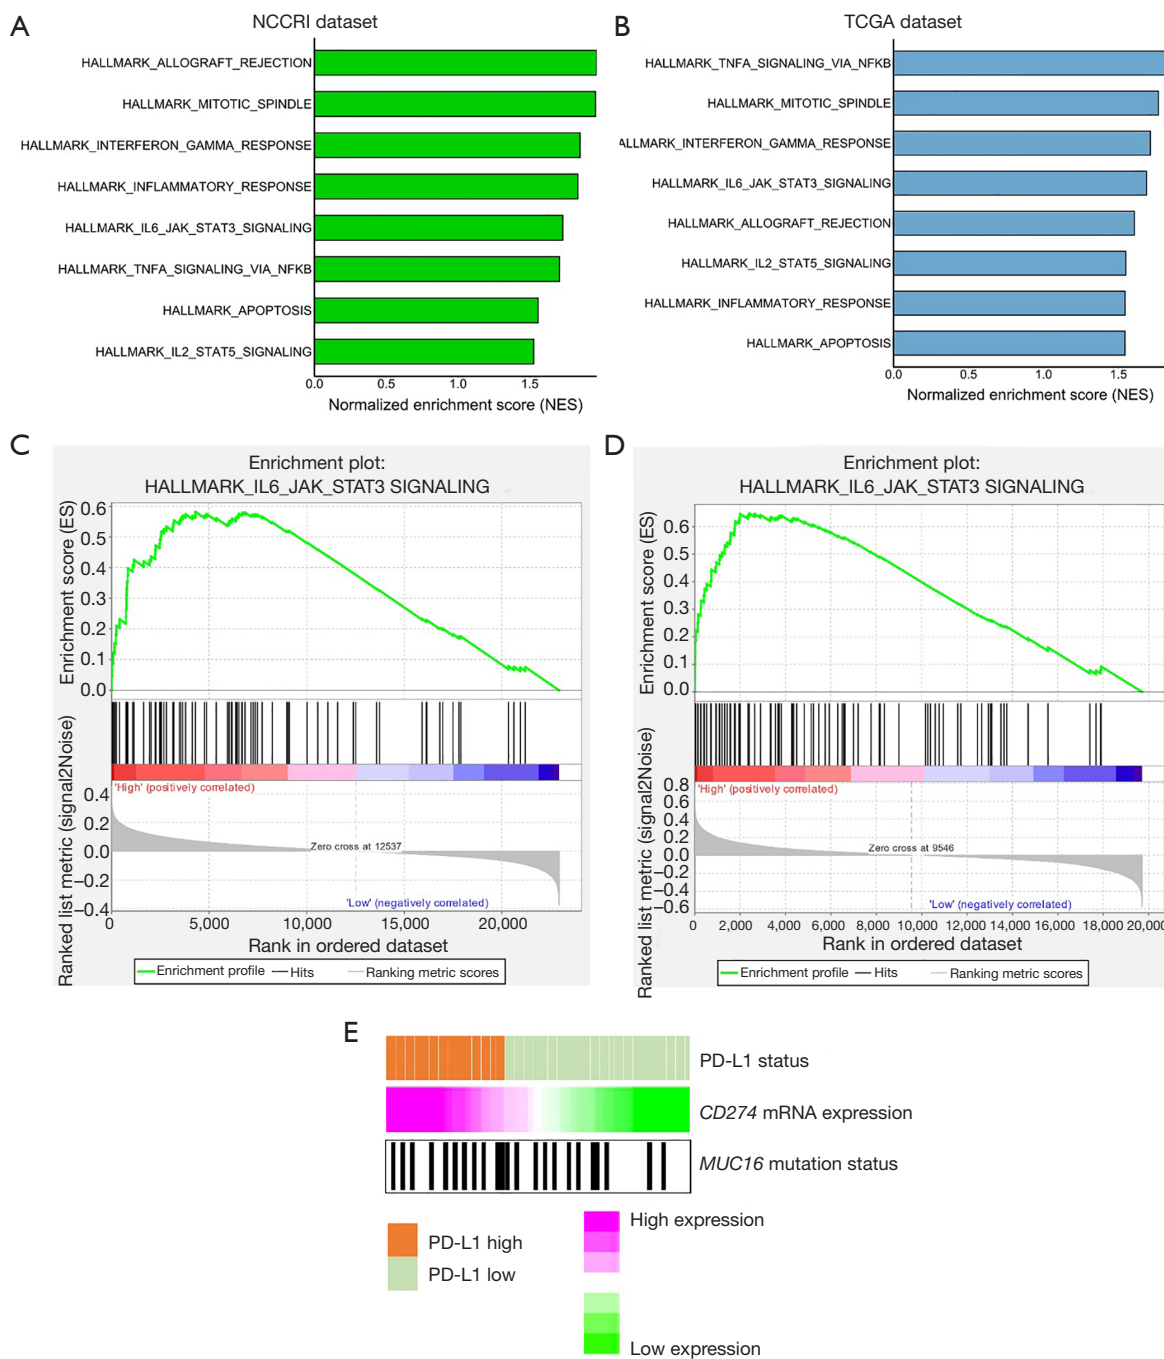 A
NCCRI dataset
HALLMARK_ALLOGRAFT_REJECTION
HALLMARK_MITOTIC_SPINDLE
HALLMARK_INTERFERON_GAMMA_RESPONSE
HALLMARK_INFLAMMATORY_RESPONSE
HALLMARK_IL6_JAK_STAT3_SIGNALING
HALLMARK_TNFA_SIGNALING_VIA_NFKB
HALLMARK_APOPTOSIS
HALLMARK_IL2_STAT5_SIGNALING
0.0 0.5 1.0 1.5
Normalized enrichment score (NES)
B
TCGA dataset
HALLMARK_TNFA_SIGNALING_VIA_NFKB
HALLMARK_MITOTIC_SPINDLE
ALLMARK_INTERFERON_GAMMA_RESPONSE
HALLMARK_IL6_JAK_STAT3_SIGNALING
HALLMARK_ALLOGRAFT_REJECTION
HALLMARK_IL2_STAT5_SIGNALING
HALLMARK_INFLAMMATORY_RESPONSE
HALLMARK_APOPTOSIS
0.0 0.5 1.0 1.5
Normalized enrichment score (NES)
C
Enrichment plot:
HALLMARK_IL6_JAK_STAT3 SIGNALING
Enrichment score (ES)
0.6
0.5
0.4
0.3
0.2
0.1
0.0
Ranked list metric (signal2Noise)
'High' (positively correlated)
0.4
0.2
0.0
−0.2
−0.4
Zero cross at 12537
'Low' (negatively correlated)
0 5,000 10,000 15,000 20,000
Rank in ordered dataset
Enrichment profile Hits Ranking metric scores
D
Enrichment plot:
HALLMARK_IL6_JAK_STAT3 SIGNALING
Enrichment score (ES)
0.6
0.5
0.4
0.3
0.2
0.1
0.0
Ranked list metric (signal2Noise)
'High' (positively correlated)
0.8
0.6
0.4
0.2
0.0
−0.2
−0.4
−0.6
Zero cross at 9546
'Low' (negatively correlated)
0 2,000 4,000 6,000 8,000 10,000 12,000 14,000 16,000 18,000 20,000
Rank in ordered dataset
Enrichment profile Hits Ranking metric scores
E
PD-L1 status
CD274 mRNA expression
MUC16 mutation status
PD-L1 high
PD-L1 low
High expression
Low expression